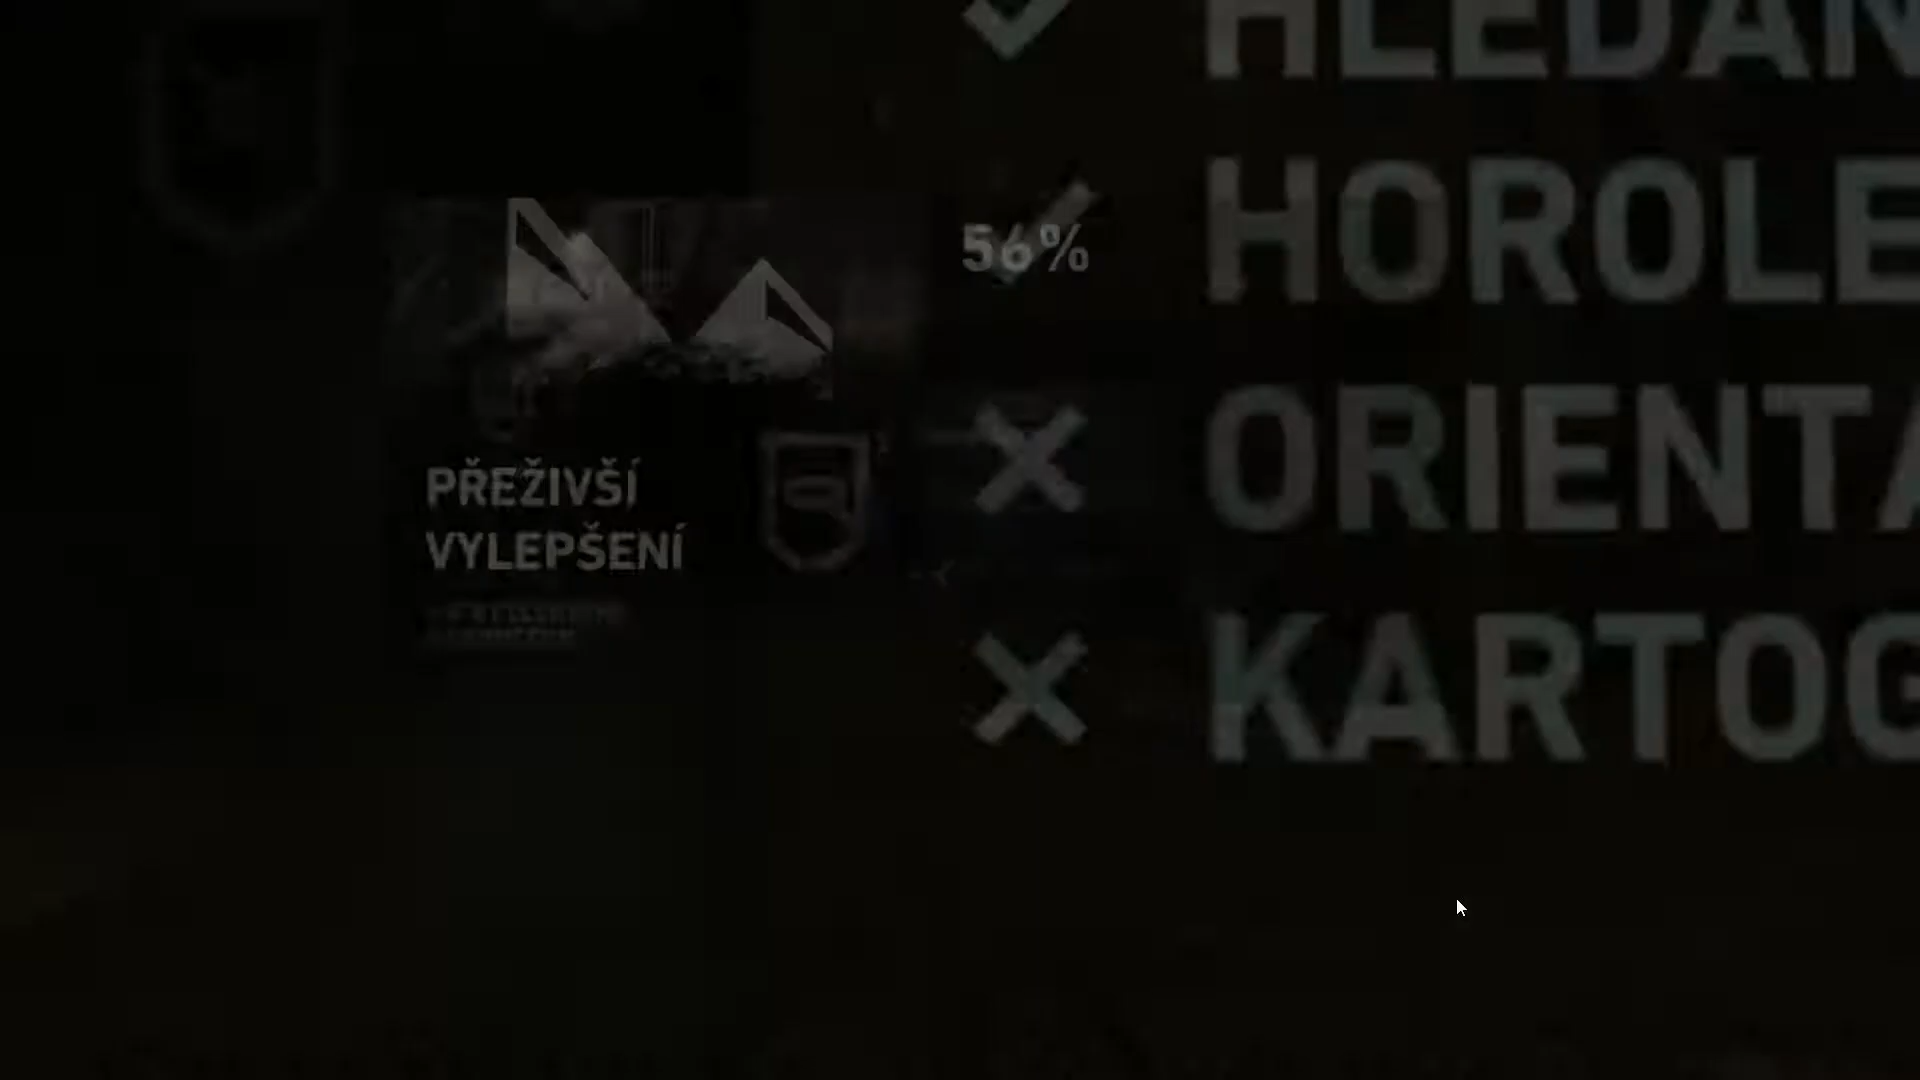 HLEDÁN
HOROLE
56%
ORIENTA
KARTOG
PŘEŽIVŠÍ
VYLEPŠENÍ